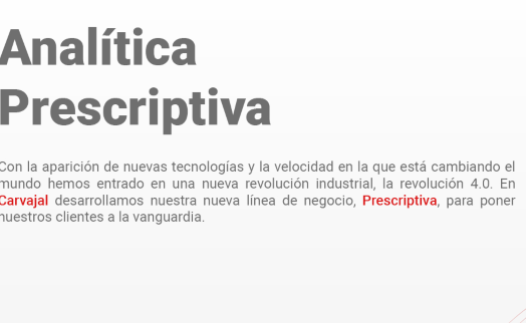 Analítica
Prescriptiva
Con la aparición de nuevas tecnologías y la velocidad en la que está cambiando el
mundo hemos entrado en una nueva revolución industrial, la revolución 4.0. En
Carvajal desarrollamos nuestra nueva línea de negocio, Prescriptiva, para poner
nuestros clientes a la vanguardia.